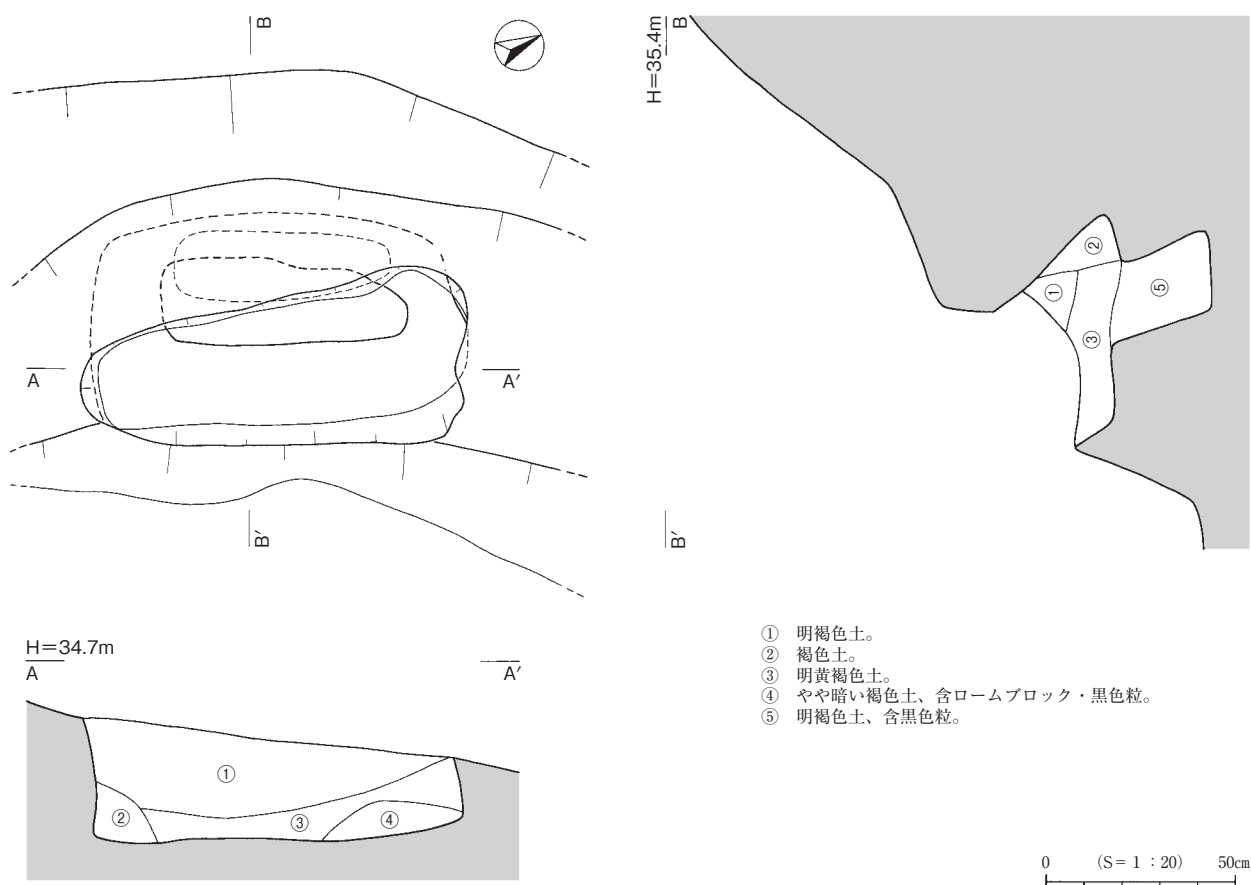 B
H=35.4m
B
A
A′
B′
B′
①
②
③
⑤
H=34.7m
A
A′
①
②
③
④
① 明褐色土。
② 褐色土。
③ 明黄褐色土。
④ やや暗い褐色土、含ロームブロック・黒色粒。
⑤ 明褐色土、含黒色粒。
0 (S=1：20) 50cm